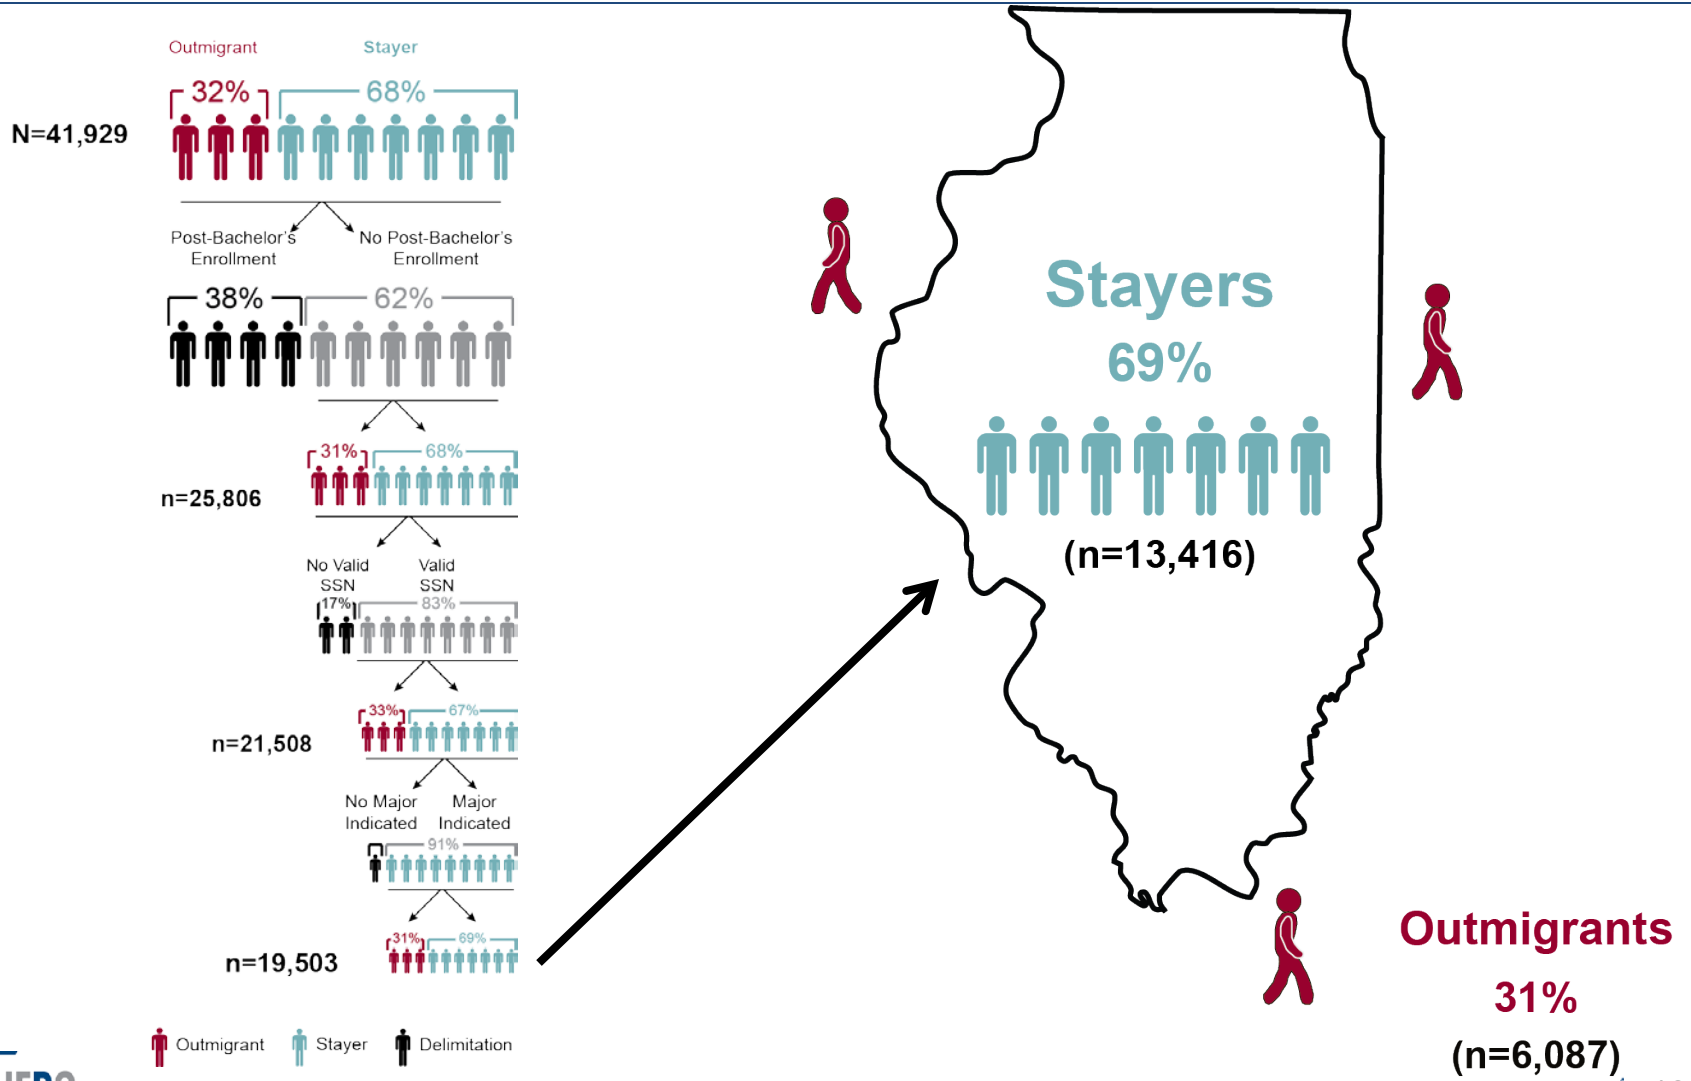 Outmigrant Stayer
32% 68%
N=41,929
Post-Bachelor's No Post-Bachelor's
Enrollment Enrollment
38% 62%
31% 68%
n=25,806
No Valid Valid
SSN SSN
17% 83%
33% 67%
n=21,508
No Major Major
Indicated Indicated
91%
31% 69%
n=19,503
Outmigrant Stayer Delimitation
Stayers
69%
(n=13,416)
Outmigrants
31%
(n=6,087)